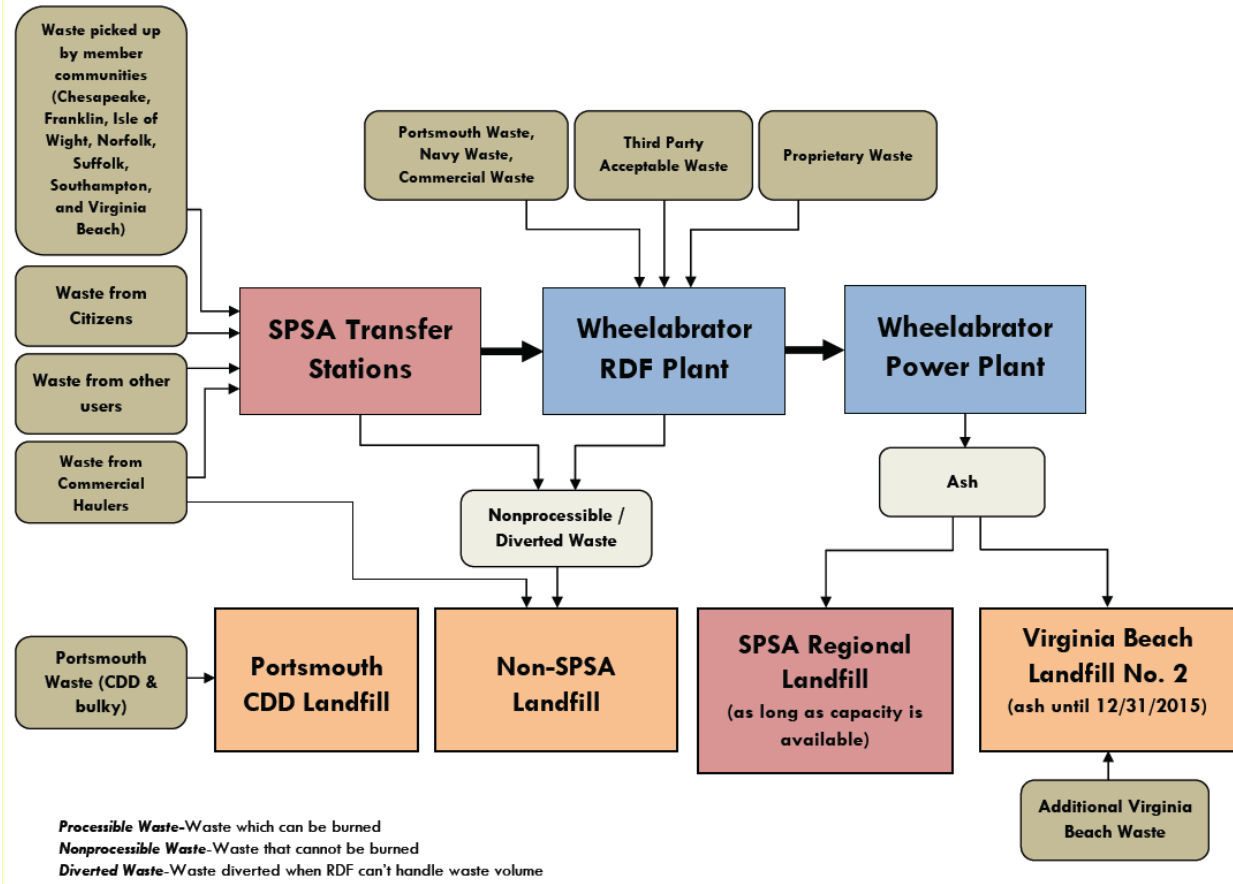 Waste picked up
by member
communities
(Chesapeake,
Franklin, Isle of
Wight, Norfolk,
Suffolk,
Southampton,
and Virginia
Beach)
Portsmouth Waste,
Navy Waste,
Commercial Waste
Third Party
Acceptable Waste
Proprietary Waste
Waste from
Citizens
Waste from other
users
Waste from
Commercial
Haulers
SPSA Transfer
Stations
Wheelabrator
RDF Plant
Wheelabrator
Power Plant
Nonprocessible /
Diverted Waste
Ash
Portsmouth
Waste (CDD &
bulky)
Portsmouth
CDD Landfill
Non-SPSA
Landfill
SPSA Regional
Landfill
(as long as capacity is
available)
Virginia Beach
Landfill No. 2
(ash until 12/31/2015)
Additional Virginia
Beach Waste
Processible Waste-Waste which can be burned
Nonprocessible Waste-Waste that cannot be burned
Diverted Waste-Waste diverted when RDF can't handle waste volume